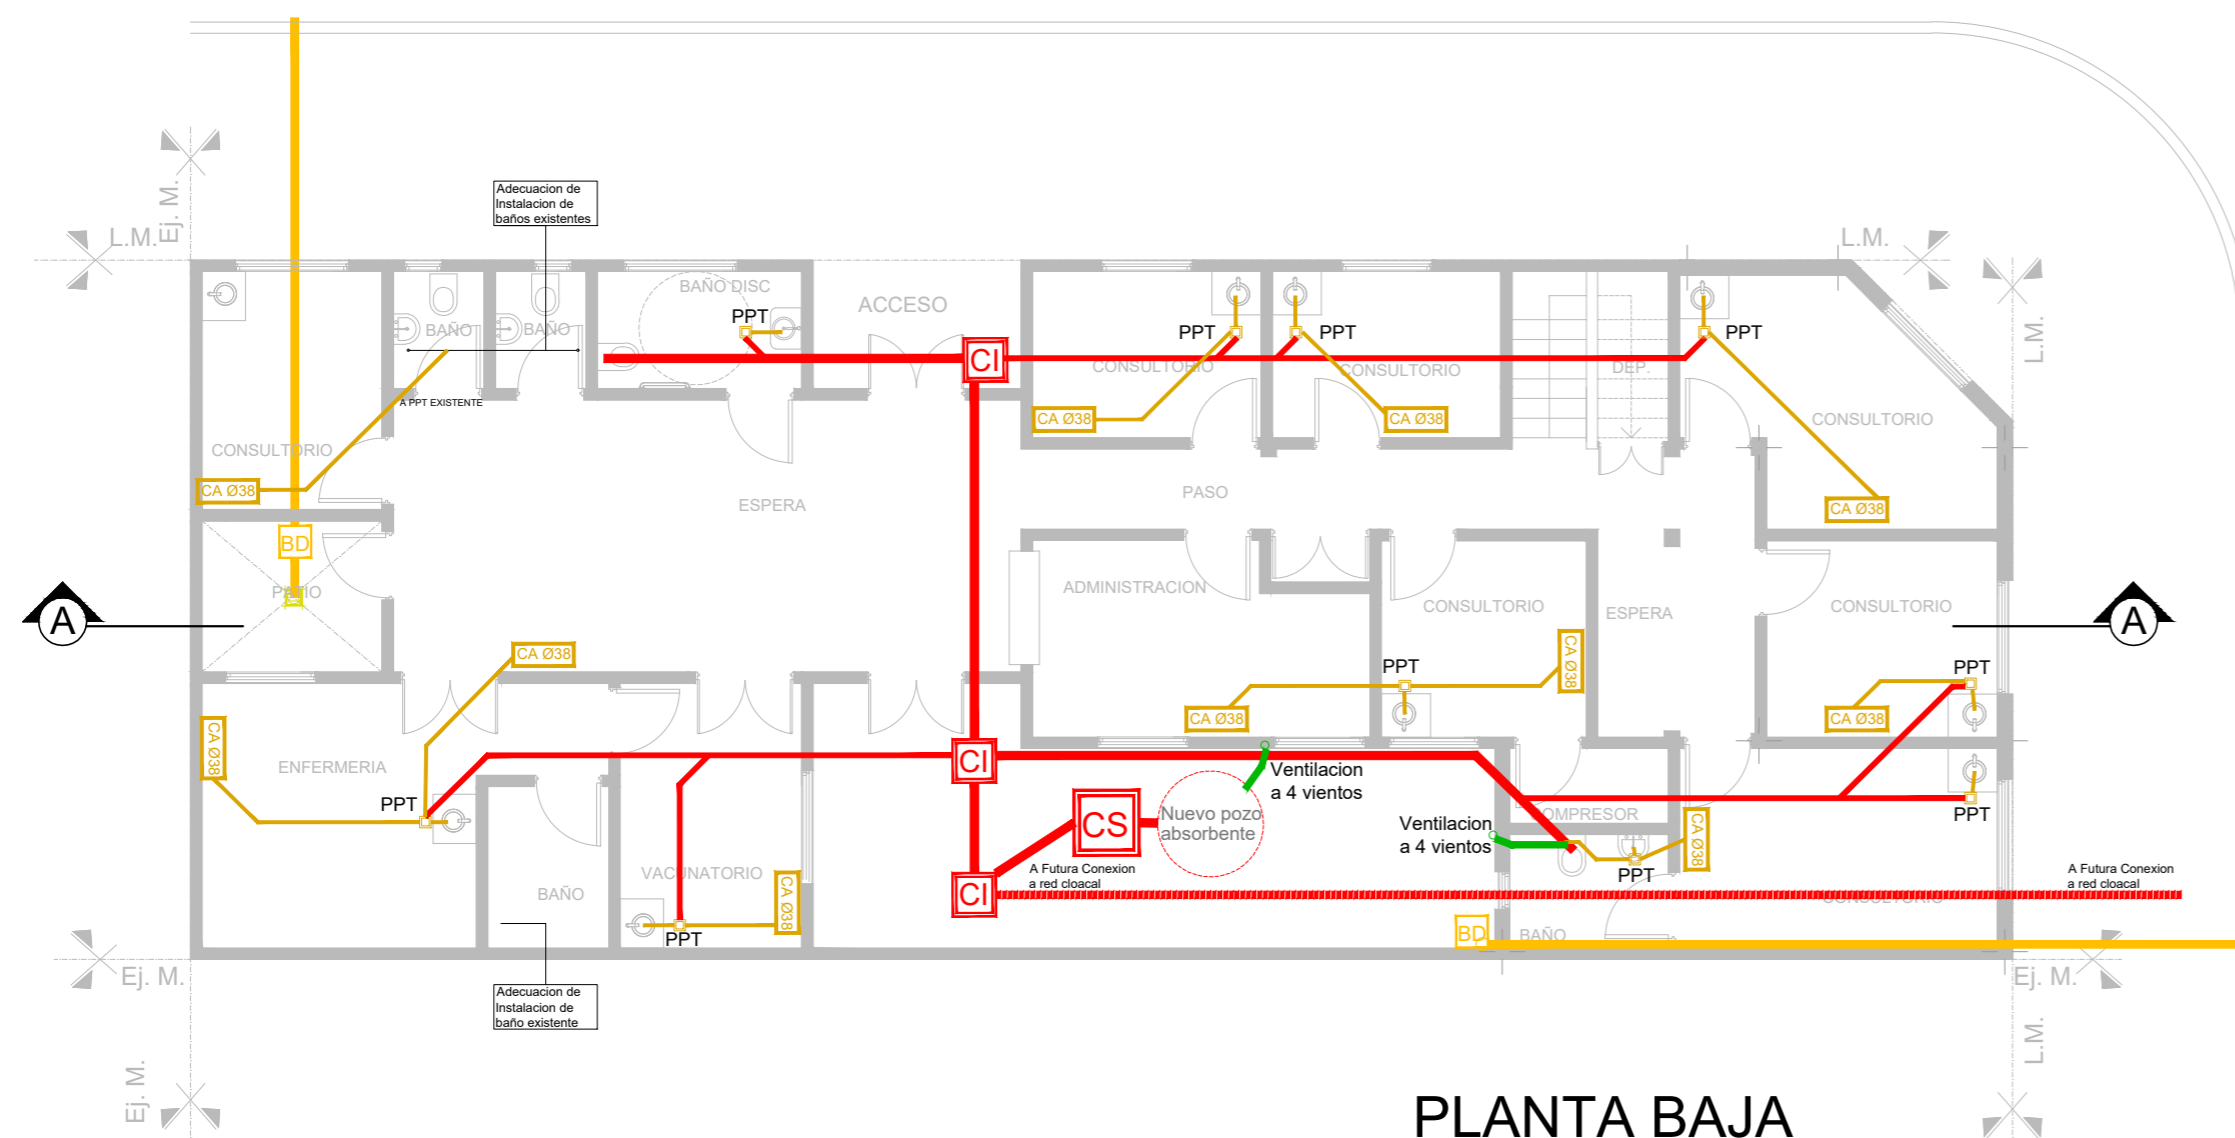 Adecuacion de
Instalacion de
baños existentes
Ej. M.
L.M.
L.M.
L.M.
BAÑO DISC
ACCESO
BAÑO
BAÑO
PPT
PPT
PPT
PPT
CI
CONSULTORIO
CONSULTORIO
DEP.
A PPT EXISTENTE
CA Ø38
CA Ø38
CONSULTORIO
CONSULTORIO
CA Ø38
PASO
ESPERA
CA Ø38
BD
PATIO
ADMINISTRACION
CONSULTORIO
ESPERA
CONSULTORIO
A
A
CA Ø38
CA Ø38
PPT
PPT
CA Ø38
CA Ø38
CA Ø38
ENFERMERIA
CI
Ventilacion
a 4 vientos
PPT
CS
Nuevo pozo
absorbente
Ventilacion
a 4 vientos
COMPRESOR
PPT
CA Ø38
VACUNATORIO
A Futura Conexion
a red cloacal
PPT
A Futura Conexion
a red cloacal
BAÑO
CA Ø38
CI
CONSULTORIO
PPT
BD
BAÑO
Ej. M.
Ej. M.
Adecuacion de
Instalacion de
baño existente
Ej. M.
L.M.
PLANTA BAJA